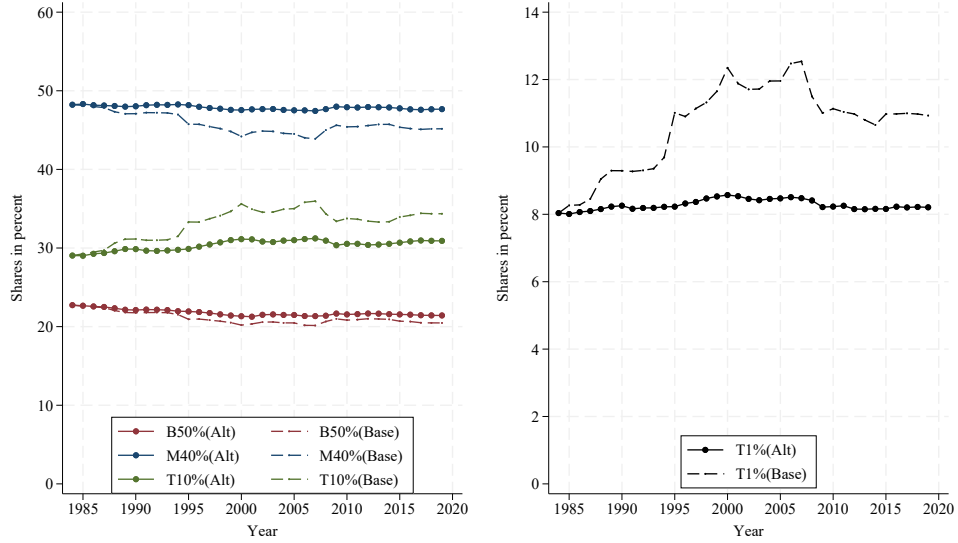 60
50
40
30
20
10
0
Shares in percent
1985 1990 1995 2000 2005 2010 2015 2020
Year
B50%(Alt) B50%(Base)
M40%(Alt) M40%(Base)
T10%(Alt) T10%(Base)
14
12
10
8
6
4
2
0
Shares in percent
1985 1990 1995 2000 2005 2010 2015 2020
Year
T1%(Alt)
T1%(Base)